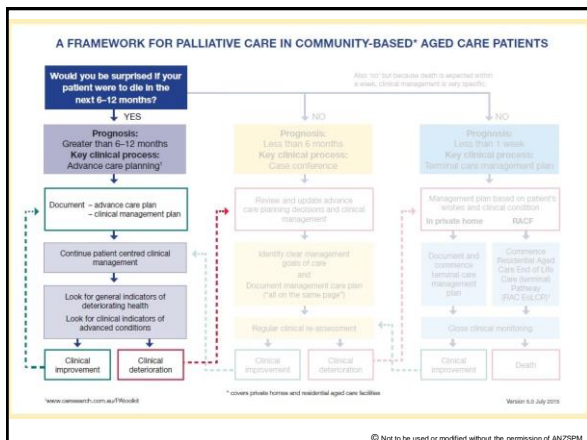 A FRAMEWORK FOR PALLIATIVE CARE IN COMMUNITY-BASED* AGED CARE PATIENTS
Would you be surprised if your
patient were to die in the
next 6–12 months?
Also 'no' but because death is expected within
a week, clinical management is very specific.
YES
NO
NO
Prognosis:
Greater than 6–12 months
Key clinical process:
Advance care planning¹
Prognosis:
Less than 6 months
Key clinical process:
Case conference
Prognosis:
Less than 1 week
Key clinical process:
Terminal care management plan
Document – advance care plan
– clinical management plan
Review and update advance
care planning decisions and clinical
management
Management plan based on patient's
wishes and clinical condition
In private home
RACF
Continue patient centred clinical
management
Identify clear management
goals of care
and
Document management care plan
("all on the same page")
Document and
commence
terminal care
management
plan
Commence
Residential Aged
Care End of Life
Care (terminal)
Pathway
(RAC EoLCP)¹
Look for general indicators of
deteriorating health
Look for clinical indicators of
advanced conditions
Regular clinical re-assessment
Close clinical monitoring
Clinical
improvement
Clinical
deterioration
Clinical
improvement
Clinical
deterioration
Clinical
improvement
Death
* covers private homes and residential aged care facilities
¹www.caresearch.com.au/PAtoolkit
Version 5.0 July 2015
© Not to be used or modified without the permission of ANZSPM